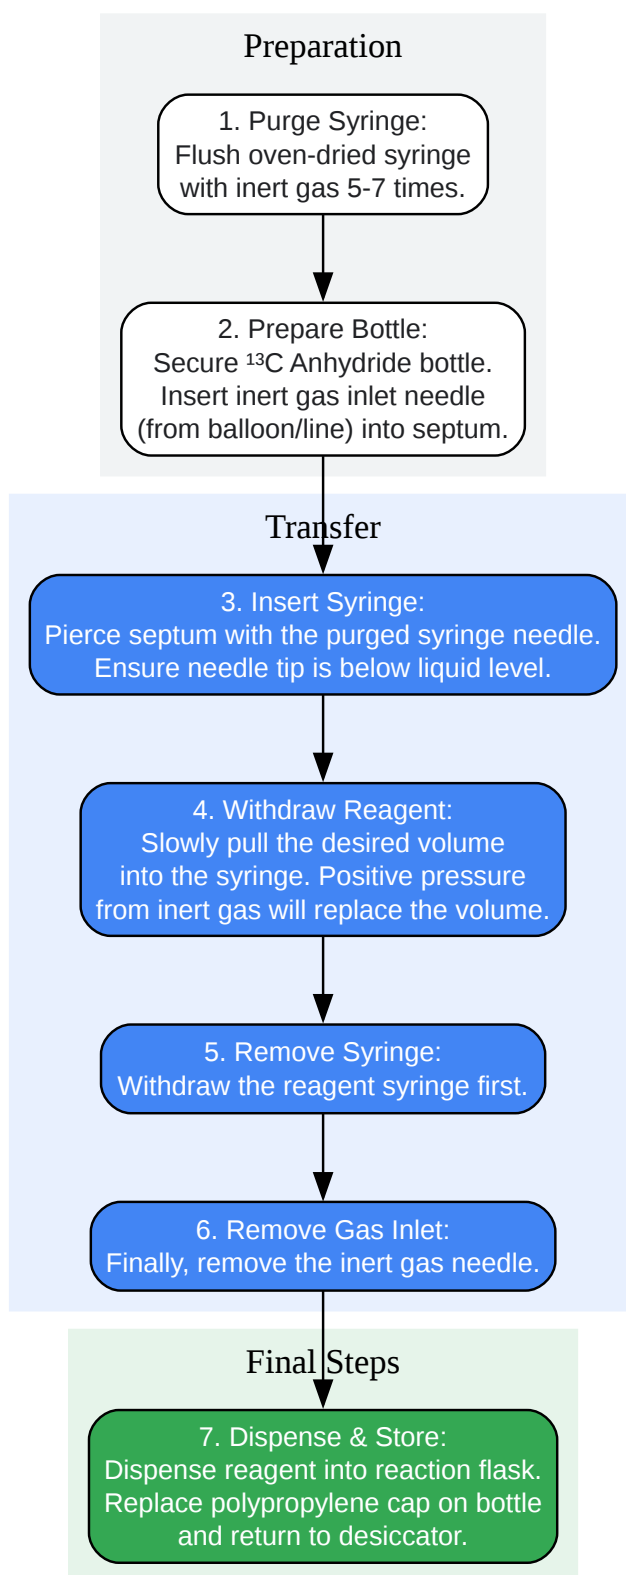 Preparation
1. Purge Syringe:
Flush oven-dried syringe
with inert gas 5-7 times.
2. Prepare Bottle:
Secure ¹³C Anhydride bottle.
Insert inert gas inlet needle
(from balloon/line) into septum.
Transfer
3. Insert Syringe:
Pierce septum with the purged syringe needle.
Ensure needle tip is below liquid level.
4. Withdraw Reagent:
Slowly pull the desired volume
into the syringe. Positive pressure
from inert gas will replace the volume.
5. Remove Syringe:
Withdraw the reagent syringe first.
6. Remove Gas Inlet:
Finally, remove the inert gas needle.
Final Steps
7. Dispense & Store:
Dispense reagent into reaction flask.
Replace polypropylene cap on bottle
and return to desiccator.